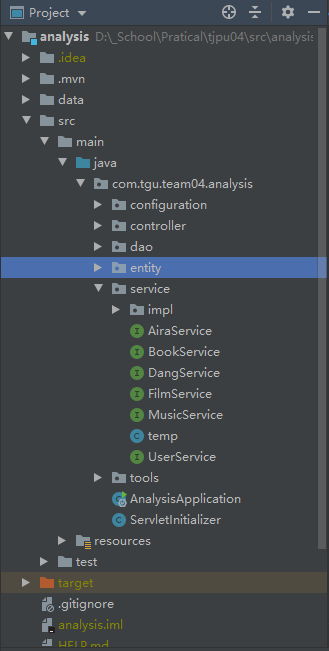 Project
analysis D:\_School\Pratical\tjpu04\src\analysis
.idea
.mvn
data
src
main
java
com.tgu.team04.analysis
configuration
controller
dao
entity
service
impl
AiraService
BookService
DangService
FilmService
MusicService
temp
UserService
tools
AnalysisApplication
ServletInitializer
resources
test
target
.gitignore
analysis.iml
HELP.md